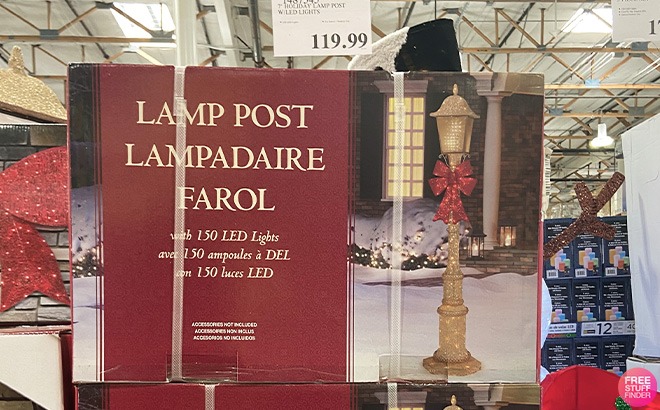 7' HOLIDAY LAMP POST
W/LED LIGHTS
119.99
LAMP POST
LAMPADAIRE
FAROL
with 150 LED Lights
avec 150 ampoules à DEL
con 150 luces LED
ACCESSORIES NOT INCLUDED
ACCESSOIRES NON INCLUS
ACCESORIOS NO INCLUIDOS
12
FREE
STUFF
FINDER